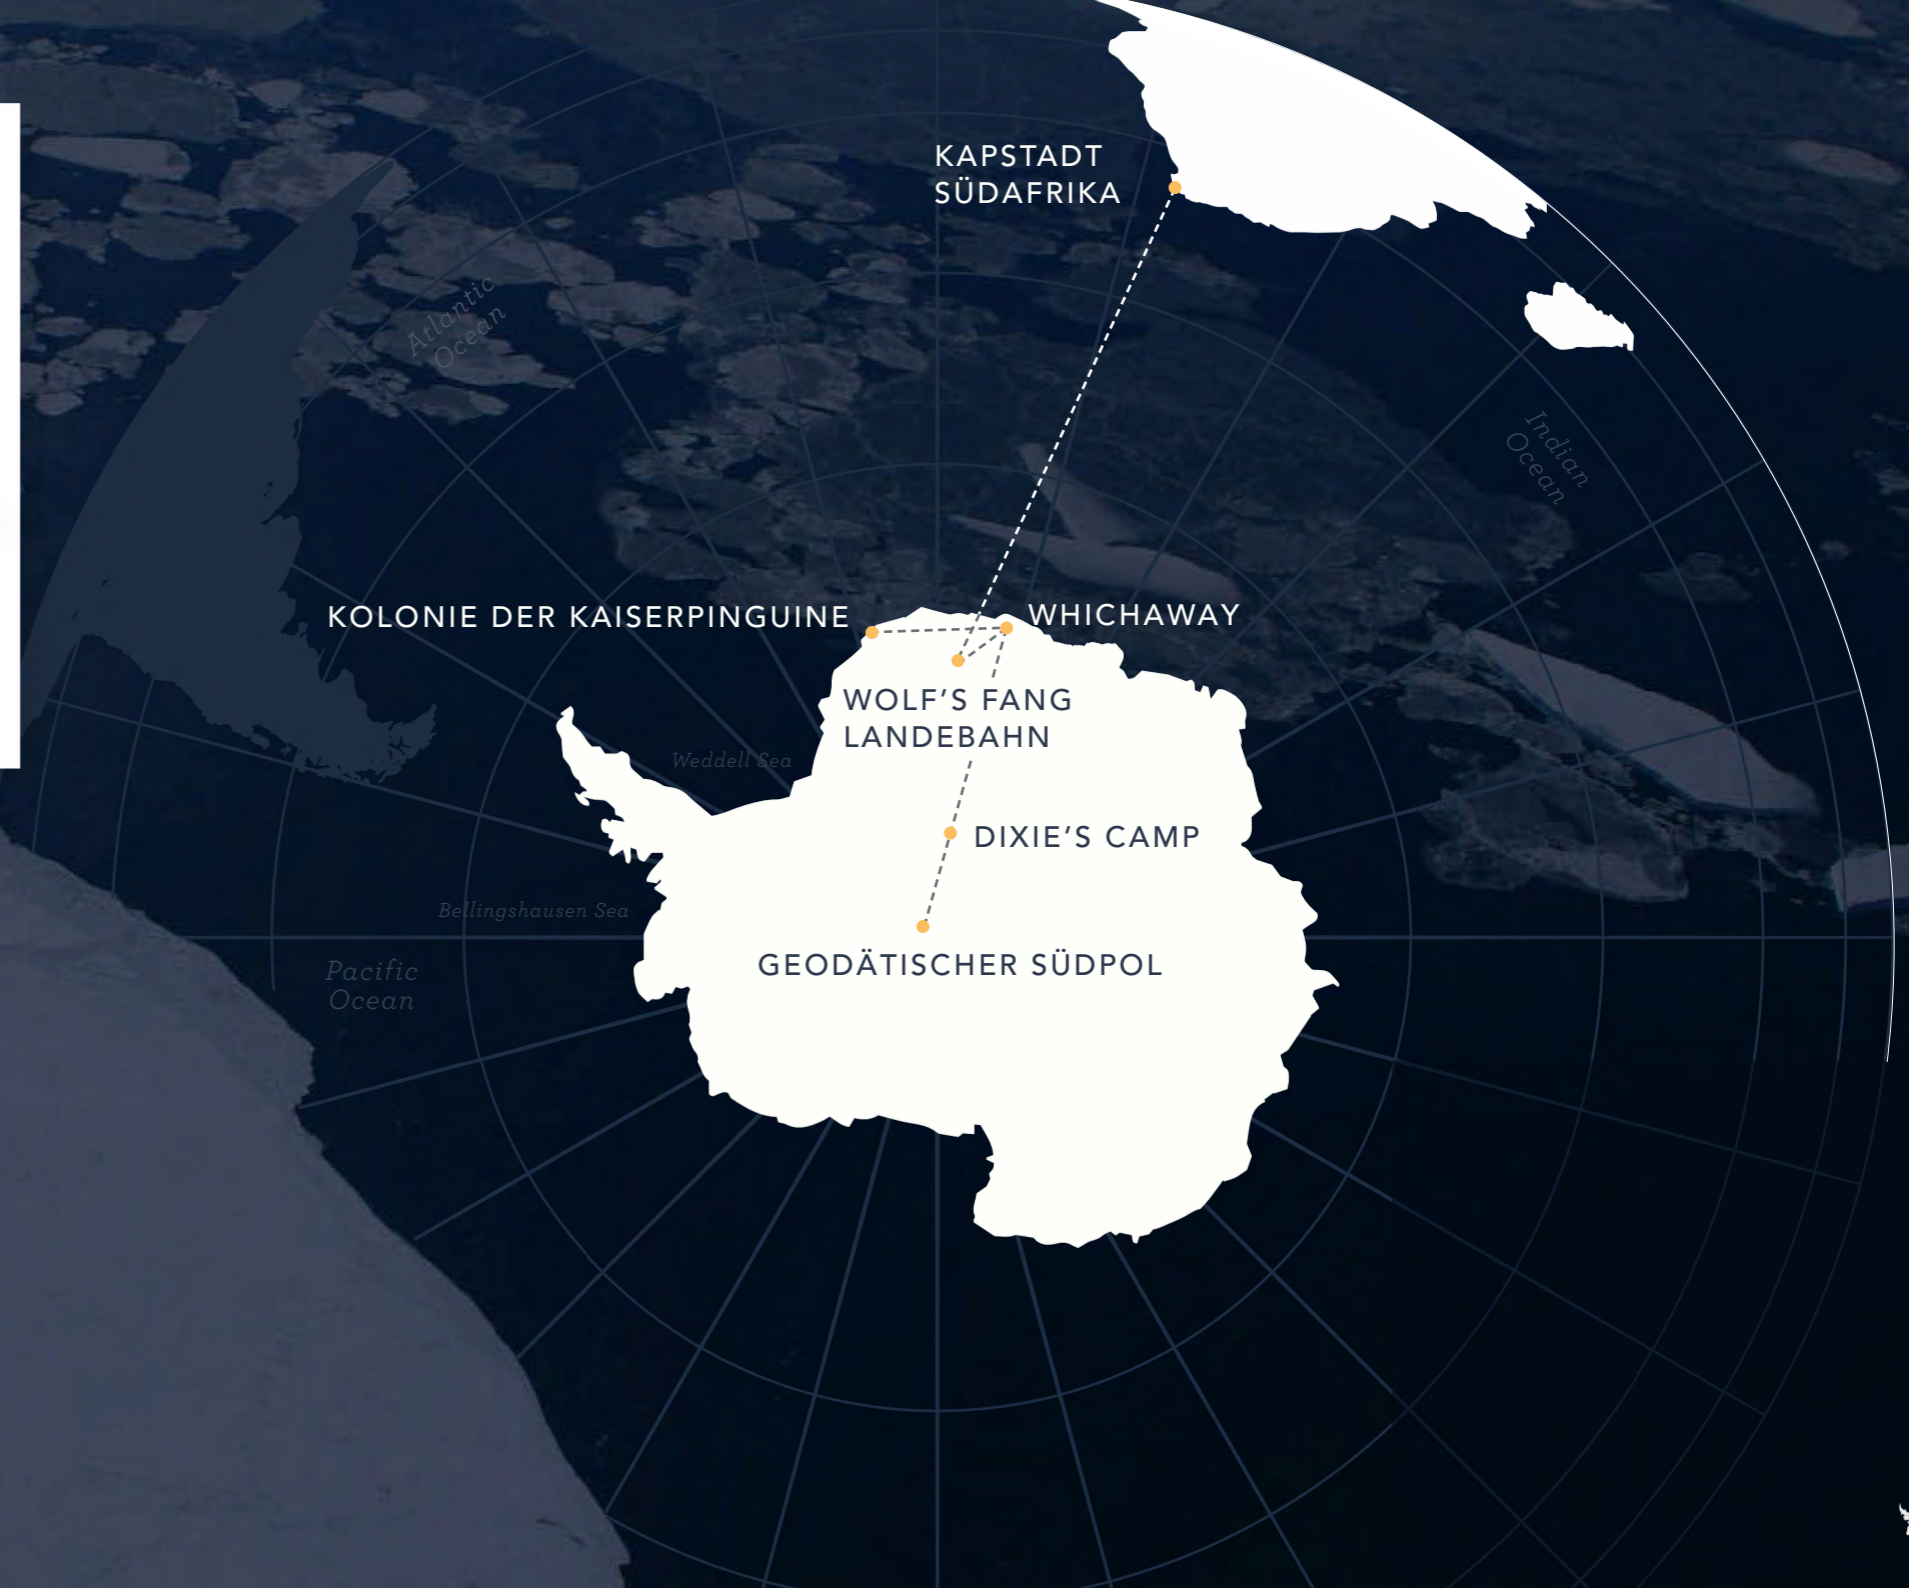 KAPSTADT
SÜDAFRIKA
Atlantic
Ocean
Indian
Ocean
KOLONIE DER KAISERPINGUINE
WHICHAWAY
WOLF’S FANG
LANDEBAHN
Weddell Sea
DIXIE’S CAMP
Bellingshausen Sea
GEODÄTISCHER SÜDPOL
Pacific
Ocean